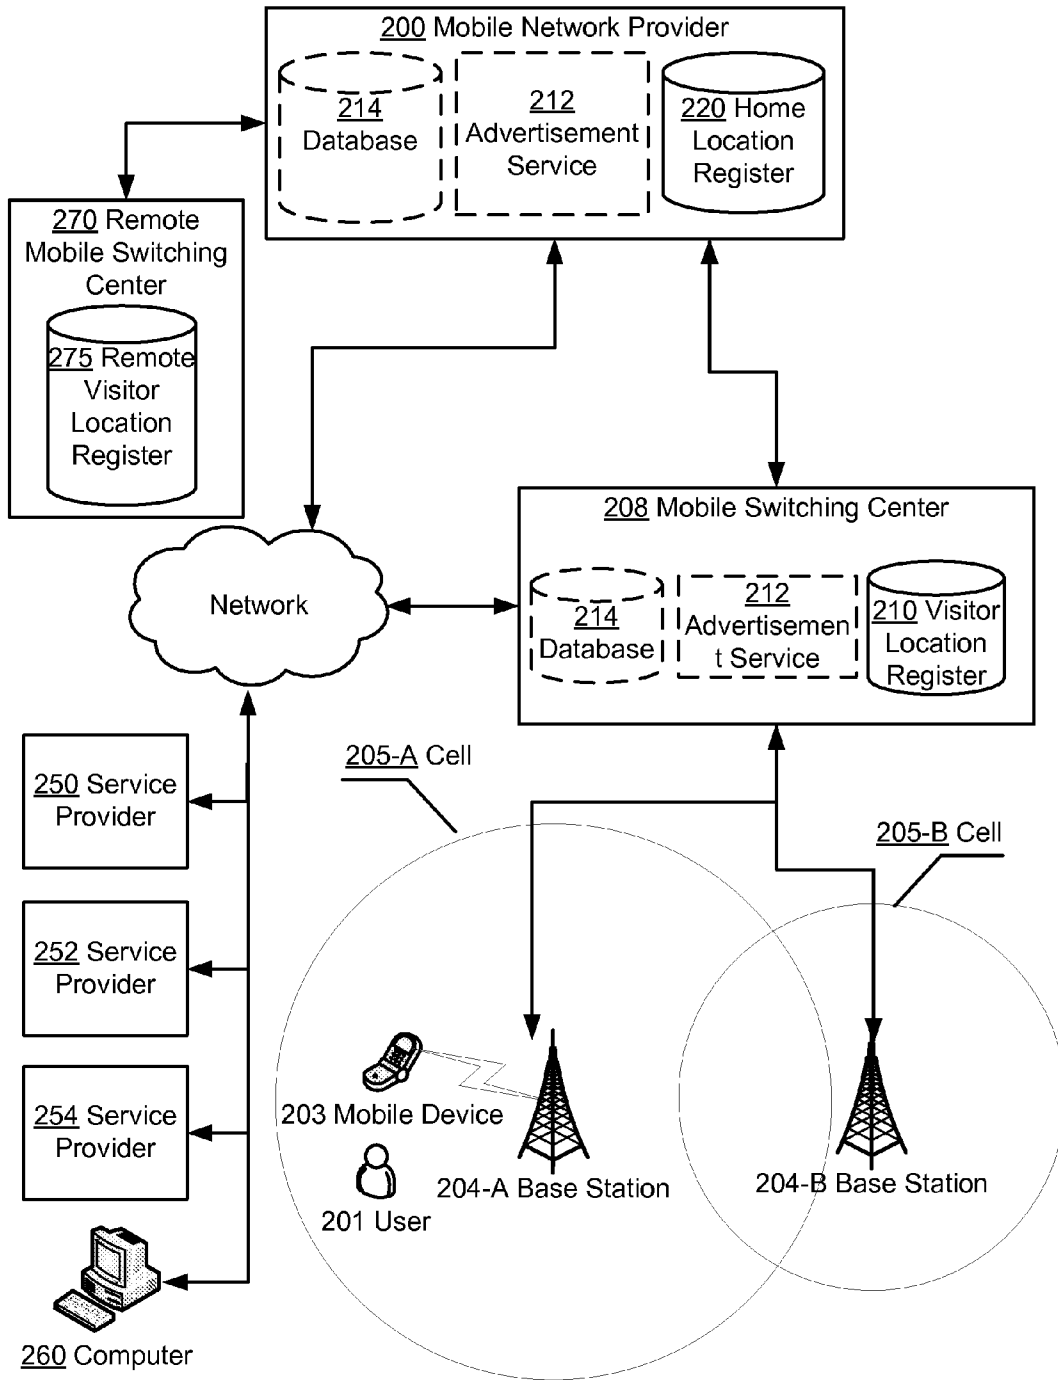 200 Mobile Network Provider
214
Database
212
Advertisement
Service
220 Home
Location
Register
270 Remote
Mobile Switching
Center
275 Remote
Visitor
Location
Register
208 Mobile Switching Center
214
Database
212
Advertisemen
t Service
210 Visitor
Location
Register
Network
250 Service
Provider
252 Service
Provider
254 Service
Provider
260 Computer
205-A Cell
205-B Cell
203 Mobile Device
201 User
204-A Base Station
204-B Base Station